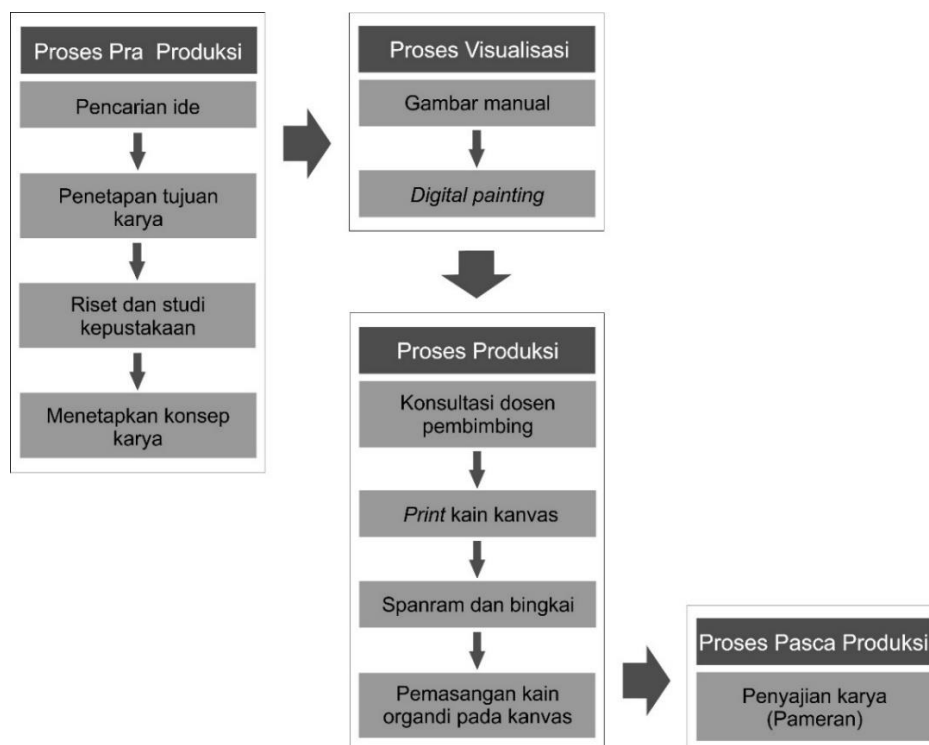 Proses Pra Produksi
Pencarian ide
Penetapan tujuan
karya
Riset dan studi
kepustakaan
Menetapkan konsep
karya
Proses Visualisasi
Gambar manual
Digital painting
Proses Produksi
Konsultasi dosen
pembimbing
Print kain kanvas
Spanram dan bingkai
Pemasangan kain
organdi pada kanvas
Proses Pasca Produksi
Penyajian karya
(Pameran)